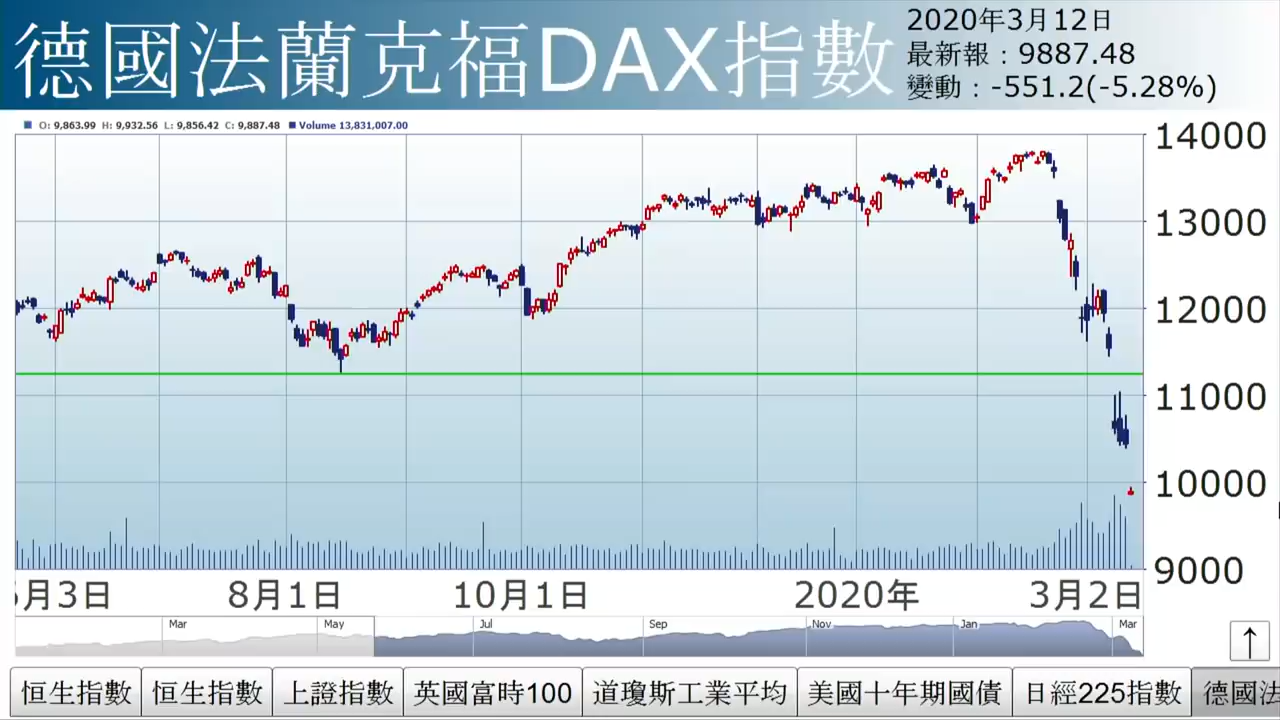 德國法蘭克福DAX指數
2020年3月12日
最新報：9887.48
變動：-551.2(-5.28%)
O: 9,863.99 H: 9,932.56 L: 9,856.42 C: 9,887.48 Volume 13,831,007.00
14000
13000
12000
11000
10000
9000
月3日 8月1日 10月1日 2020年 3月2日
Mar May Jul Sep Nov Jan Mar
↑
恒生指數 恒生指數 上證指數 英國富時100 道瓊斯工業平均 美國十年期國債 日經225指數 德國法